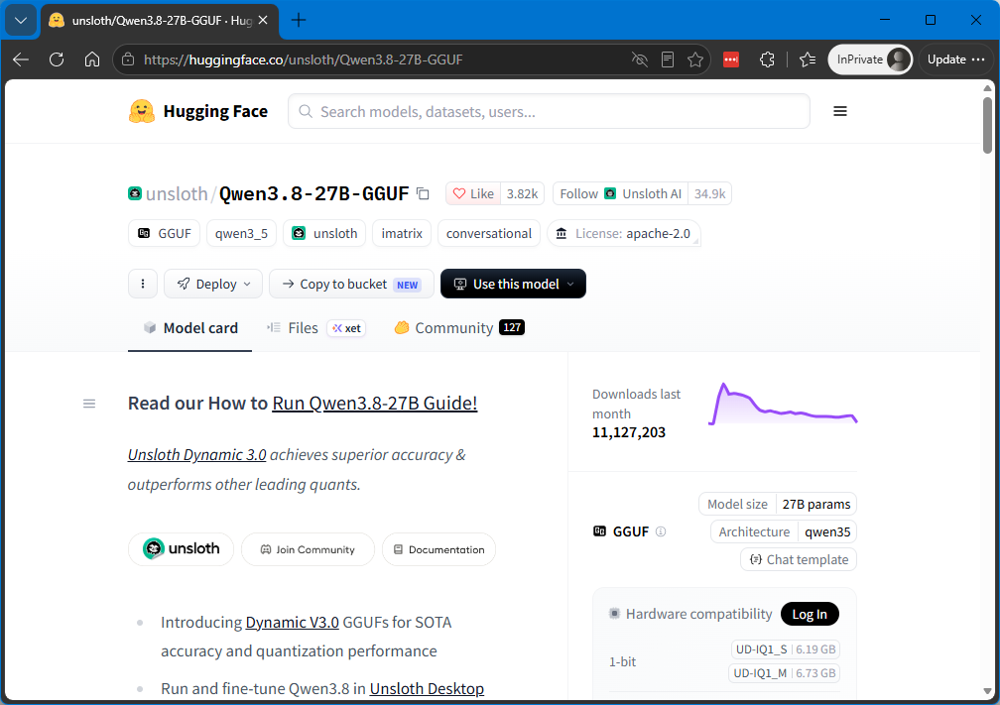 unsloth/Qwen3.8-27B-GGUF · Hug
https://huggingface.co/unsloth/Qwen3.8-27B-GGUF
InPrivate
Update
Hugging Face
Search models, datasets, users...
unsloth/Qwen3.8-27B-GGUF
Like 3.82k
Follow Unsloth AI 34.9k
GGUF qwen3_5 unsloth imatrix conversational License: apache-2.0
Deploy Copy to bucket NEW Use this model
Model card Files xet Community 127
Read our How to Run Qwen3.8-27B Guide!
Unsloth Dynamic 3.0 achieves superior accuracy &
outperforms other leading quants.
unsloth Join Community Documentation
Introducing Dynamic V3.0 GGUFs for SOTA
accuracy and quantization performance
Run and fine-tune Qwen3.8 in Unsloth Desktop
Downloads last
month
11,127,203
GGUF
Model size 27B params
Architecture qwen35
Chat template
Hardware compatibility Log In
1-bit
UD-IQ1_S 6.19 GB
UD-IQ1_M 6.73 GB